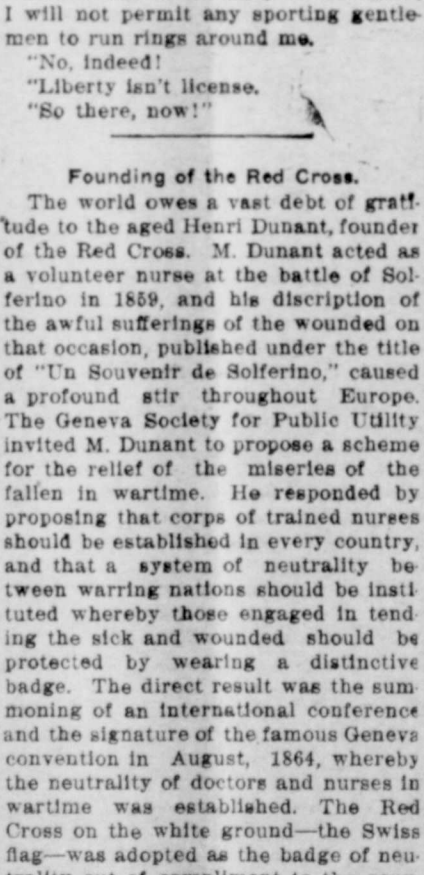 I will not permit any sporting gentle-
men to run rings around me.
"No, indeed!
"Liberty isn't license.
"So there, now!"
Founding of the Red Cross.
The world owes a vast debt of grati-
tude to the aged Henri Dunant, founder
of the Red Cross. M. Dunant acted as
a volunteer nurse at the battle of Sol-
ferino in 1859, and his discription of
the awful sufferings of the wounded on
that occasion, published under the title
of "Un Souvenir de Solferino," caused
a profound stir throughout Europe.
The Geneva Society for Public Utility
invited M. Dunant to propose a scheme
for the relief of the miseries of the
fallen in wartime. He responded by
proposing that corps of trained nurses
should be established in every country,
and that a system of neutrality be
tween warring nations should be insti
tuted whereby those engaged in tend
ing the sick and wounded should be
protected by wearing a distinctive
badge. The direct result was the sum
moning of an international conference
and the signature of the famous Geneva
convention in August, 1864, whereby
the neutrality of doctors and nurses in
wartime was established. The Red
Cross on the white ground—the Swiss
flag—was adopted as the badge of neu-